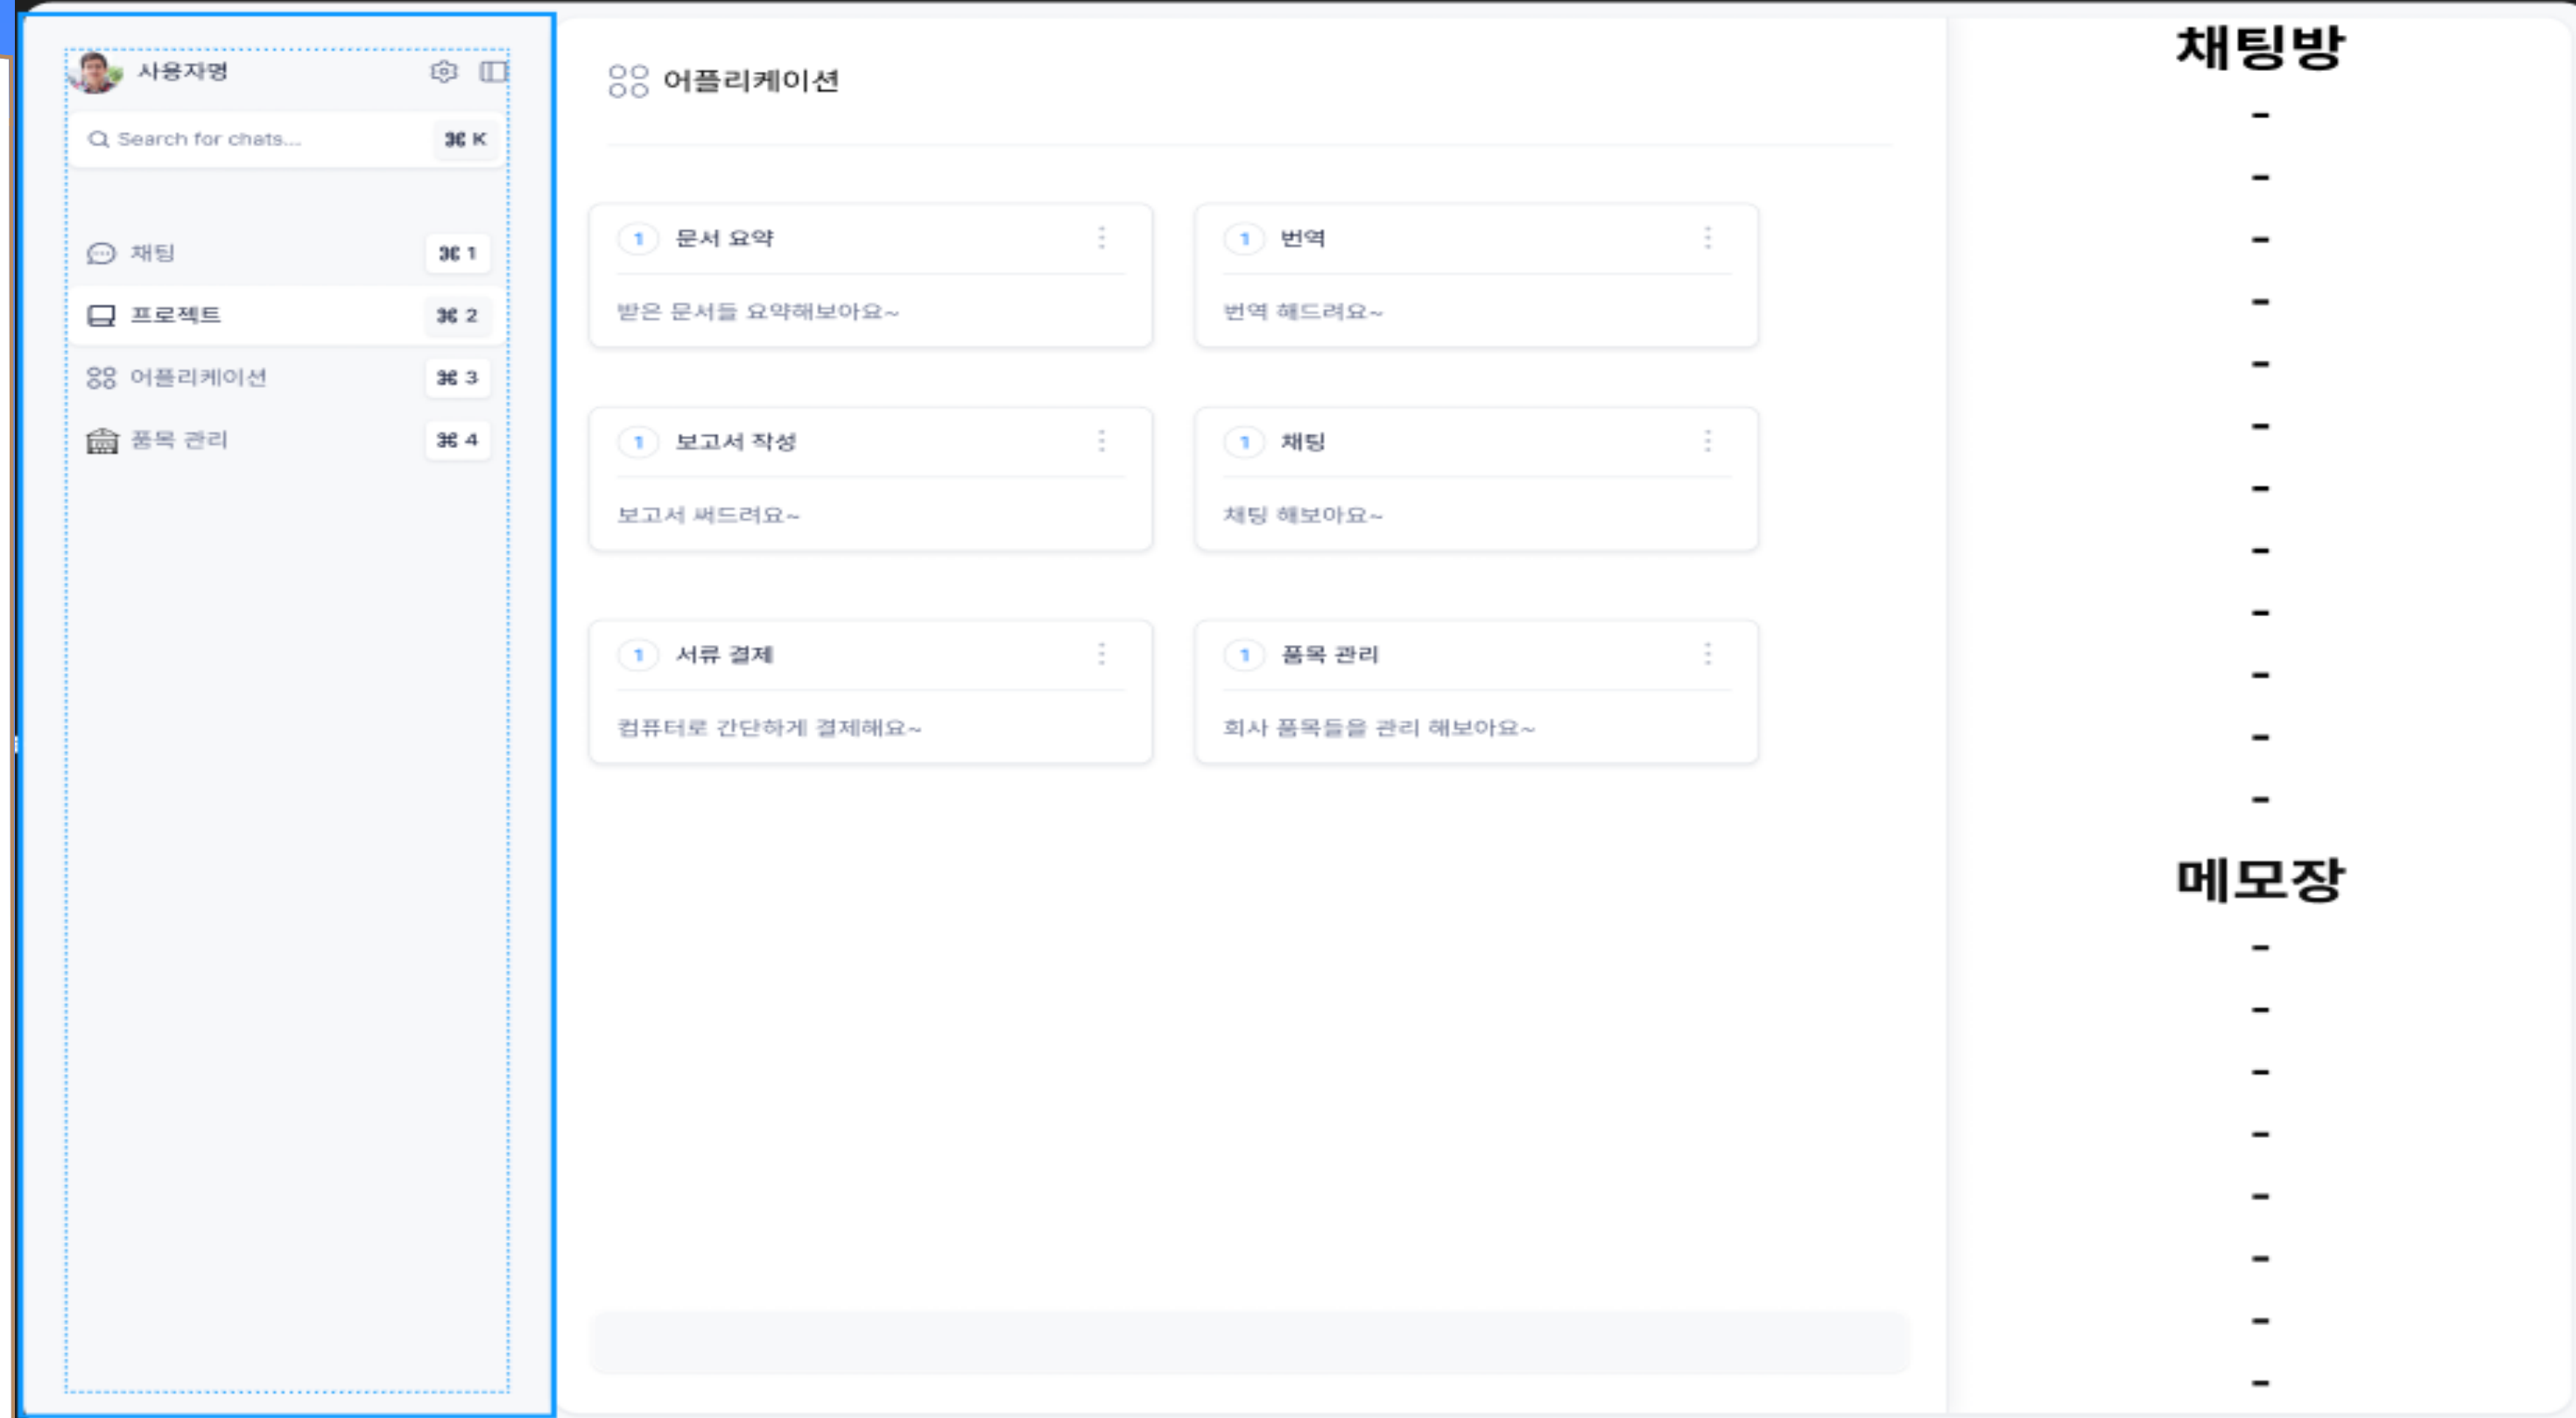 사용자명
Search for chats...
⌘ K
채팅
⌘ 1
프로젝트
⌘ 2
어플리케이션
⌘ 3
품목 관리
⌘ 4
어플리케이션
1 문서 요약
받은 문서들 요약해보아요~
1 번역
번역 해드려요~
1 보고서 작성
보고서 써드려요~
1 채팅
채팅 해보아요~
1 서류 결제
컴퓨터로 간단하게 결제해요~
1 품목 관리
회사 품목들을 관리 해보아요~
채팅방
-
-
-
-
-
-
-
-
-
-
-
-
메모장
-
-
-
-
-
-
-
-